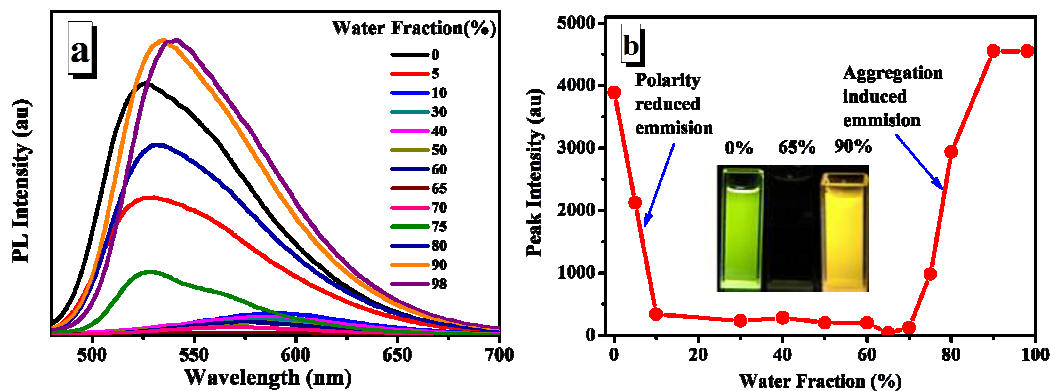 a
Water Fraction(%)
0
5
10
30
40
50
60
65
70
75
80
90
98
PL Intensity (au)
500
550
600
650
700
Wavelength (nm)
b
5000
4000
3000
2000
1000
0
Peak Intensity (au)
Polarity
reduced
emmision
Aggregation
induced
emmision
0% 65% 90%
0 20 40 60 80 100
Water Fraction (%)